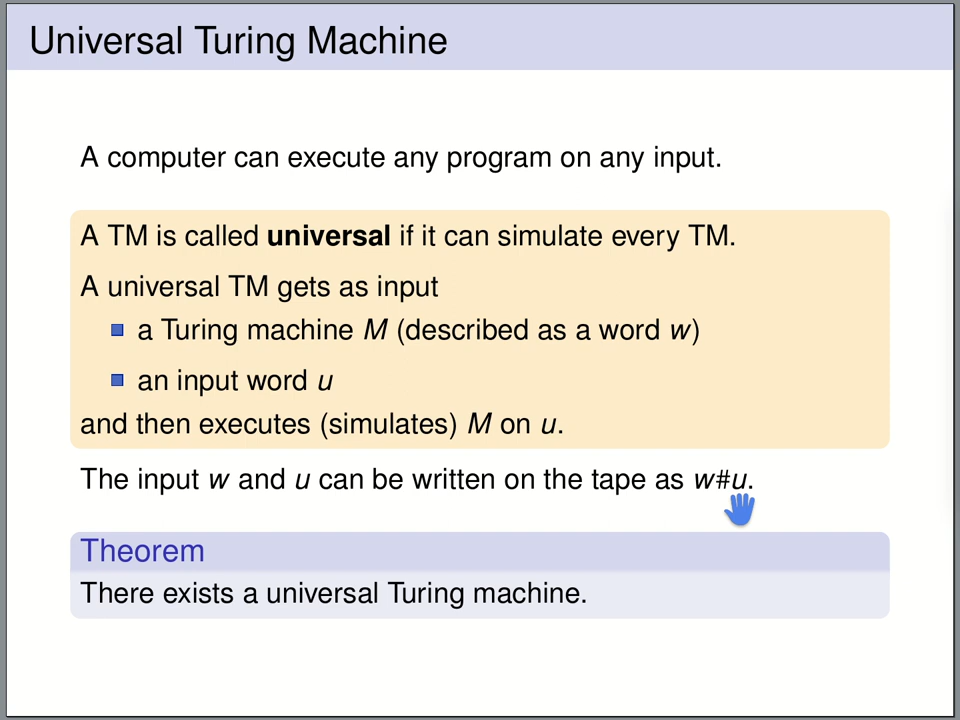 Universal Turing Machine
A computer can execute any program on any input.
A TM is called universal if it can simulate every TM.
A universal TM gets as input
a Turing machine M (described as a word w)
an input word u
and then executes (simulates) M on u.
The input w and u can be written on the tape as w#u.
Theorem
There exists a universal Turing machine.